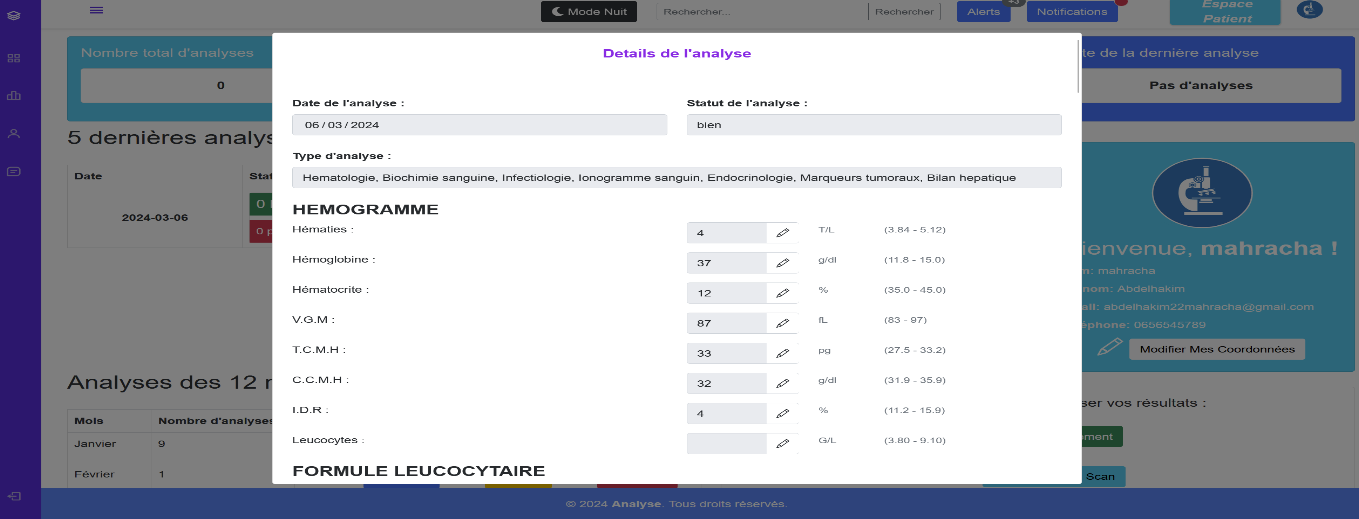 Mode Nuit
Rechercher...
Rechercher
Alerts
+3
Notifications
Espace Patient
Nombre total d'analyses
0
te de la dernière analyse
Pas d'analyses
5 dernières analys
Date
Stat
2024-03-06
0
0 p
Details de l'analyse
Date de l'analyse :
Statut de l'analyse :
06 / 03 / 2024
bien
Type d'analyse :
Hematologie, Biochimie sanguine, Infectiologie, Ionogramme sanguin, Endocrinologie, Marqueurs tumoraux, Bilan hepatique
HEMOGRAMME
Hématies : 4 T/L (3.84 - 5.12)
Hémoglobine : 37 g/dl (11.8 - 15.0)
Hématocrite : 12 % (35.0 - 45.0)
V.G.M : 87 fL (83 - 97)
T.C.M.H : 33 pg (27.5 - 33.2)
C.C.M.H : 32 g/dl (31.9 - 35.9)
I.D.R : 4 % (11.2 - 15.9)
Leucocytes : G/L (3.80 - 9.10)
FORMULE LEUCOCYTAIRE
ienvenue, mahracha !
m: mahracha
nom: Abdelhakim
ail: abdelhakim22mahracha@gmail.com
éphone: 0656545789
Modifier Mes Coordonnées
Analyses des 12 r
Mois
Nombre d'analyses
Janvier 9
Février 1
ser vos résultats :
ment
Scan
© 2024 Analyse. Tous droits réservés.